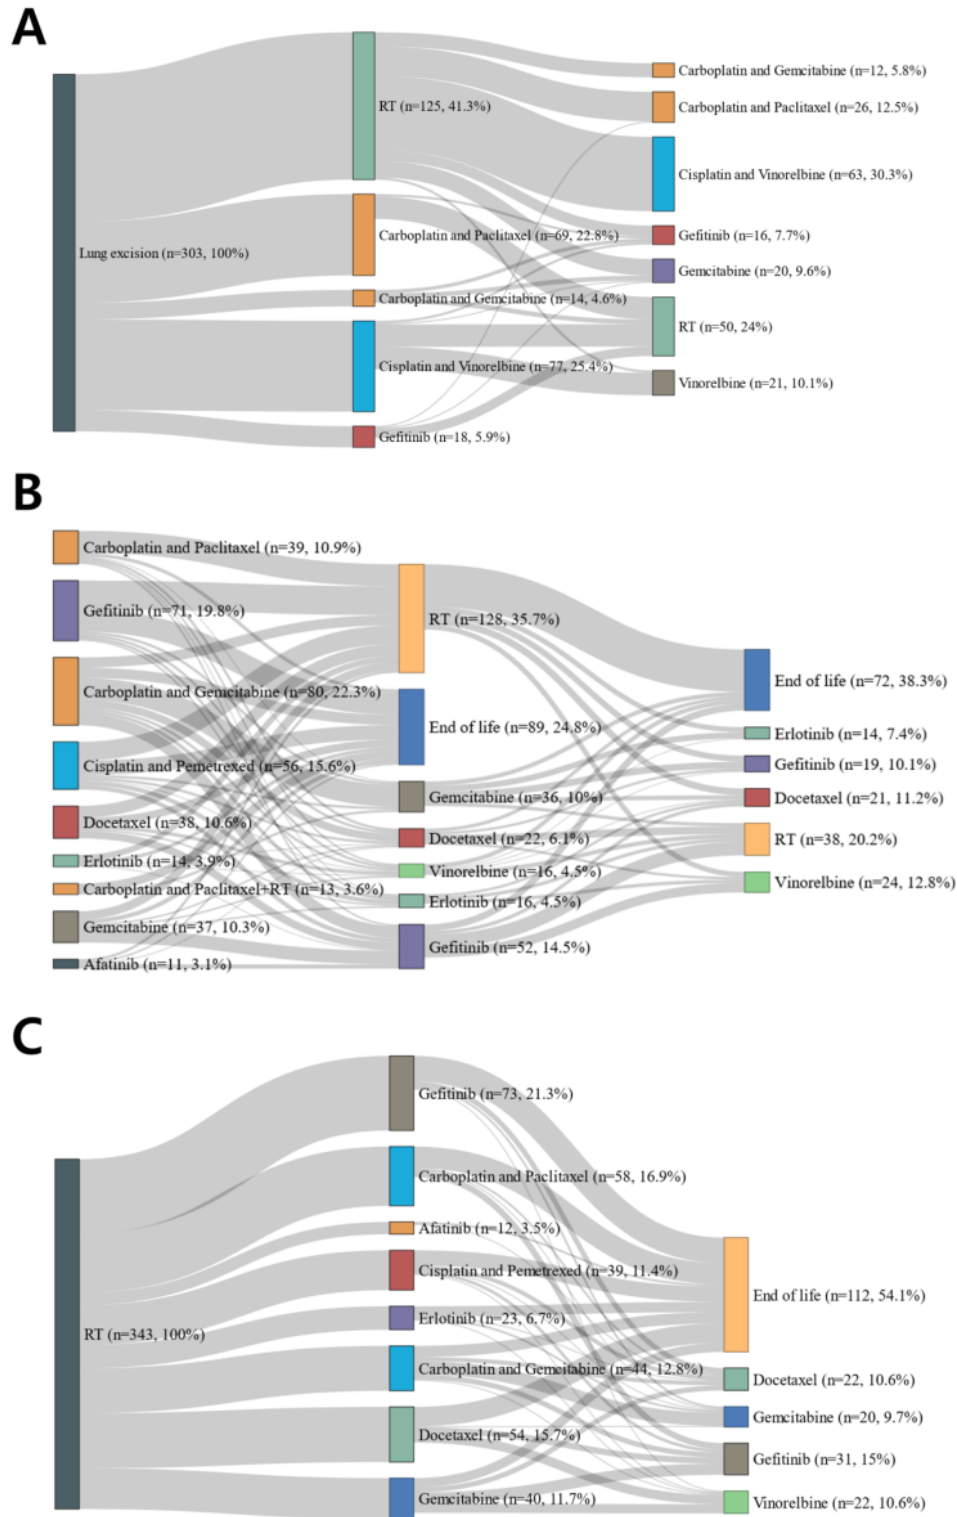 A
RT (n=125, 41.3%)
Carboplatin and Paclitaxel (n=69, 22.8%)
Lung excision (n=303, 100%)
Carboplatin and Gemcitabine (n=14, 4.6%)
Cisplatin and Vinorelbine (n=77, 25.4%)
Gefitinib (n=18, 5.9%)
Carboplatin and Gemcitabine (n=12, 5.8%)
Carboplatin and Paclitaxel (n=26, 12.5%)
Cisplatin and Vinorelbine (n=63, 30.3%)
Gefitinib (n=16, 7.7%)
Gemcitabine (n=20, 9.6%)
RT (n=50, 24%)
Vinorelbine (n=21, 10.1%)
B
Carboplatin and Paclitaxel (n=39, 10.9%)
Gefitinib (n=71, 19.8%)
Carboplatin and Gemcitabine (n=80, 22.3%)
Cisplatin and Pemetrexed (n=56, 15.6%)
Docetaxel (n=38, 10.6%)
Erlotinib (n=14, 3.9%)
Carboplatin and Paclitaxel+RT (n=13, 3.6%)
Gemcitabine (n=37, 10.3%)
Afatinib (n=11, 3.1%)
RT (n=128, 35.7%)
End of life (n=89, 24.8%)
Gemcitabine (n=36, 10%)
Docetaxel (n=22, 6.1%)
Vinorelbine (n=16, 4.5%)
Erlotinib (n=16, 4.5%)
Gefitinib (n=52, 14.5%)
End of life (n=72, 38.3%)
Erlotinib (n=14, 7.4%)
Gefitinib (n=19, 10.1%)
Docetaxel (n=21, 11.2%)
RT (n=38, 20.2%)
Vinorelbine (n=24, 12.8%)
C
RT (n=343, 100%)
Gefitinib (n=73, 21.3%)
Carboplatin and Paclitaxel (n=58, 16.9%)
Afatinib (n=12, 3.5%)
Cisplatin and Pemetrexed (n=39, 11.4%)
Erlotinib (n=23, 6.7%)
Carboplatin and Gemcitabine (n=44, 12.8%)
Docetaxel (n=54, 15.7%)
Gemcitabine (n=40, 11.7%)
End of life (n=112, 54.1%)
Docetaxel (n=22, 10.6%)
Gemcitabine (n=20, 9.7%)
Gefitinib (n=31, 15%)
Vinorelbine (n=22, 10.6%)